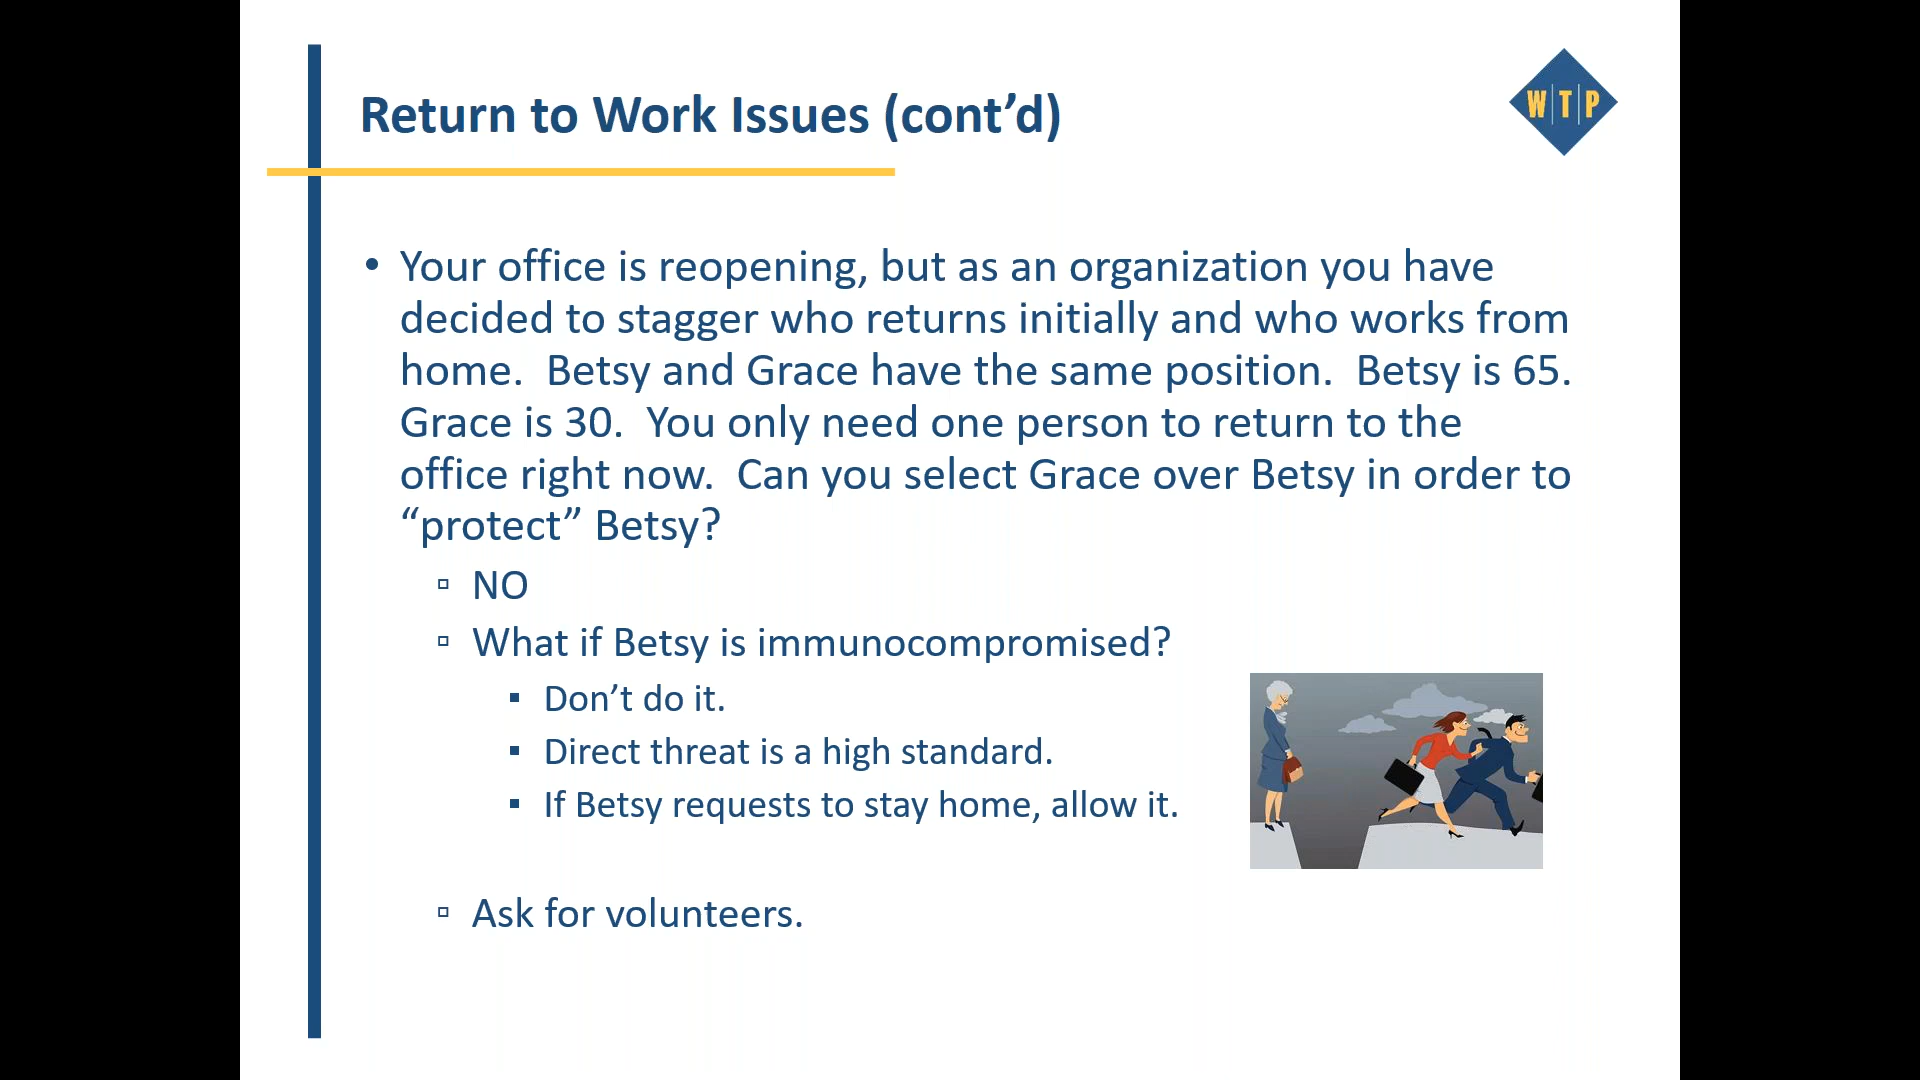 Return to Work Issues (cont’d)
W|T|P
• Your office is reopening, but as an organization you have
decided to stagger who returns initially and who works from
home.  Betsy and Grace have the same position.  Betsy is 65.
Grace is 30.  You only need one person to return to the
office right now.  Can you select Grace over Betsy in order to
“protect” Betsy?
▫ NO
▫ What if Betsy is immunocompromised?
▪ Don’t do it.
▪ Direct threat is a high standard.
▪ If Betsy requests to stay home, allow it.
▫ Ask for volunteers.